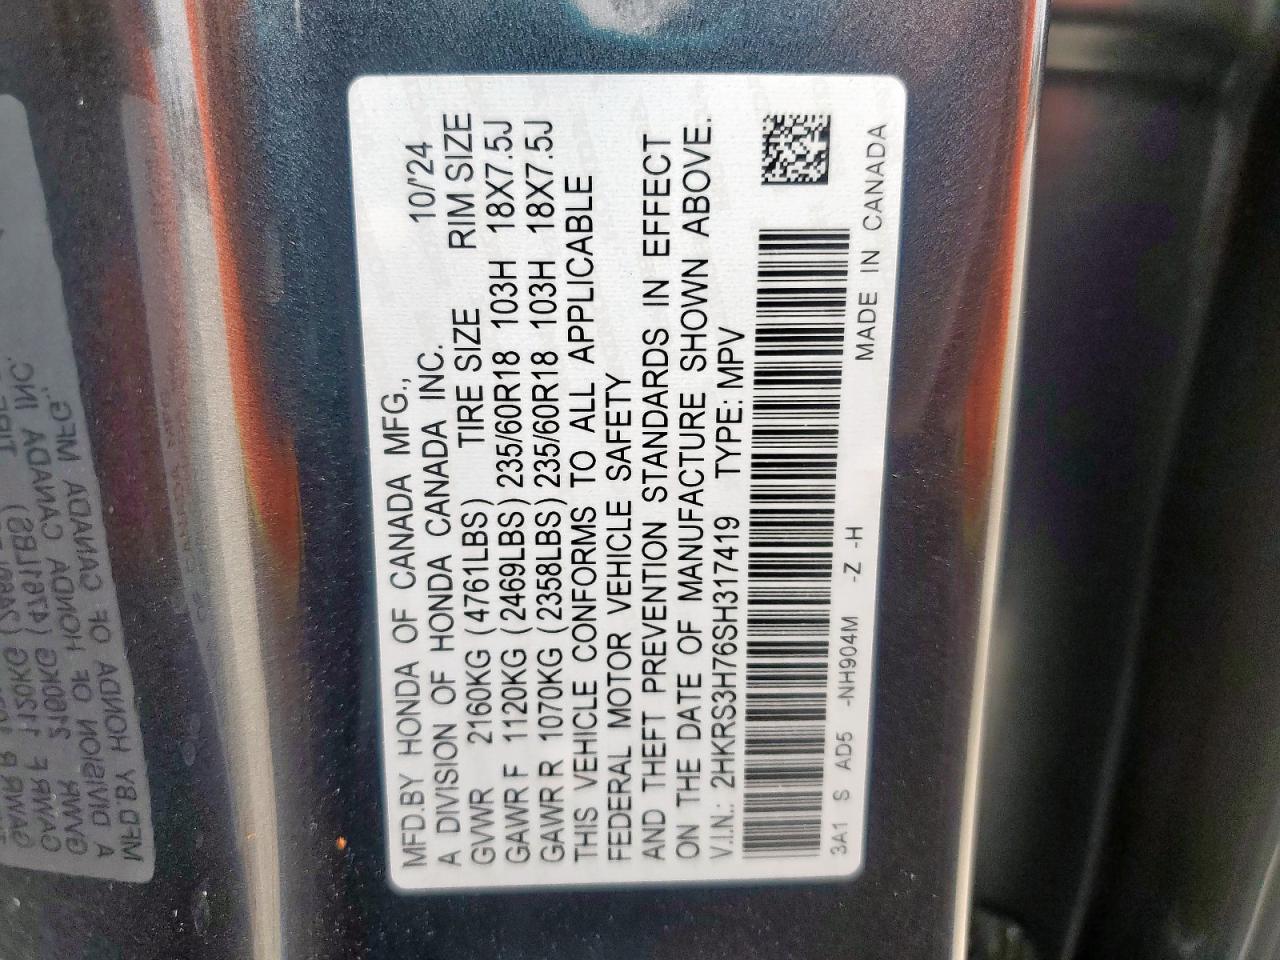 MFD.BY HONDA OF CANADA MFG.,
A DIVISION OF HONDA CANADA INC. 10/'24
GVWR 2160KG (4761LBS) TIRE SIZE RIM SIZE
GAWR F 1120KG (2469LBS) 235/60R18 103H 18X7.5J
GAWR R 1070KG (2358LBS) 235/60R18 103H 18X7.5J
THIS VEHICLE CONFORMS TO ALL APPLICABLE
FEDERAL MOTOR VEHICLE SAFETY
AND THEFT PREVENTION STANDARDS IN EFFECT
ON THE DATE OF MANUFACTURE SHOWN ABOVE.
V.I.N.: 2HKRS3H76SH317419 TYPE: MPV
3A1 S AD5 -NH904M -Z -H MADE IN CANADA